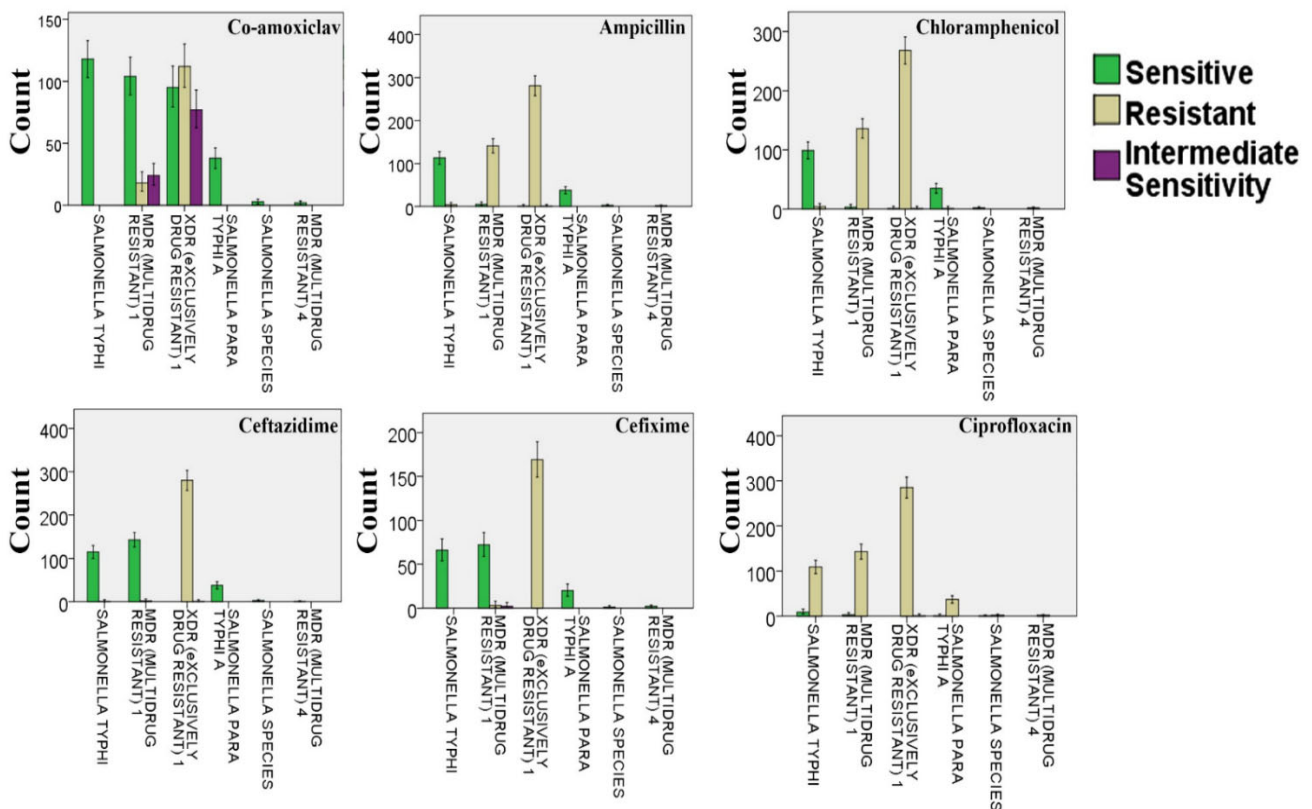 Co-amoxiclav
Count
150
100
50
0
SALMONELLA TYPHI
MDR (MULTIDRUG
RESISTANT) 1
XDR (eXCLUSIVELY
DRUG RESISTANT) 1
SALMONELLA PARA
TYPHI A
SALMONELLA SPECIES
MDR (MULTIDRUG
RESISTANT) 4
Ampicillin
400
300
200
100
0
SALMONELLA TYPHI
MDR (MULTIDRUG
RESISTANT) 1
XDR (eXCLUSIVELY
DRUG RESISTANT) 1
SALMONELLA PARA
TYPHI A
SALMONELLA SPECIES
MDR (MULTIDRUG
RESISTANT) 4
Chloramphenicol
Count
300
200
100
0
SALMONELLA TYPHI
MDR (MULTIDRUG
RESISTANT) 1
XDR (eXCLUSIVELY
DRUG RESISTANT) 1
SALMONELLA PARA
TYPHI A
SALMONELLA SPECIES
MDR (MULTIDRUG
RESISTANT) 4
Sensitive
Resistant
Intermediate
Sensitivity
Ceftazidime
Count
400
300
200
100
0
SALMONELLA TYPHI
MDR (MULTIDRUG
RESISTANT) 1
XDR (eXCLUSIVELY
DRUG RESISTANT) 1
SALMONELLA PARA
TYPHI A
SALMONELLA SPECIES
MDR (MULTIDRUG
RESISTANT) 4
Cefixime
Count
200
150
100
50
0
SALMONELLA TYPHI
MDR (MULTIDRUG
RESISTANT) 1
XDR (eXCLUSIVELY
DRUG RESISTANT) 1
SALMONELLA PARA
TYPHI A
SALMONELLA SPECIES
MDR (MULTIDRUG
RESISTANT) 4
Ciprofloxacin
Count
400
300
200
100
0
SALMONELLA TYPHI
MDR (MULTIDRUG
RESISTANT) 1
XDR (eXCLUSIVELY
DRUG RESISTANT) 1
SALMONELLA PARA
TYPHI A
SALMONELLA SPECIES
MDR (MULTIDRUG
RESISTANT) 4